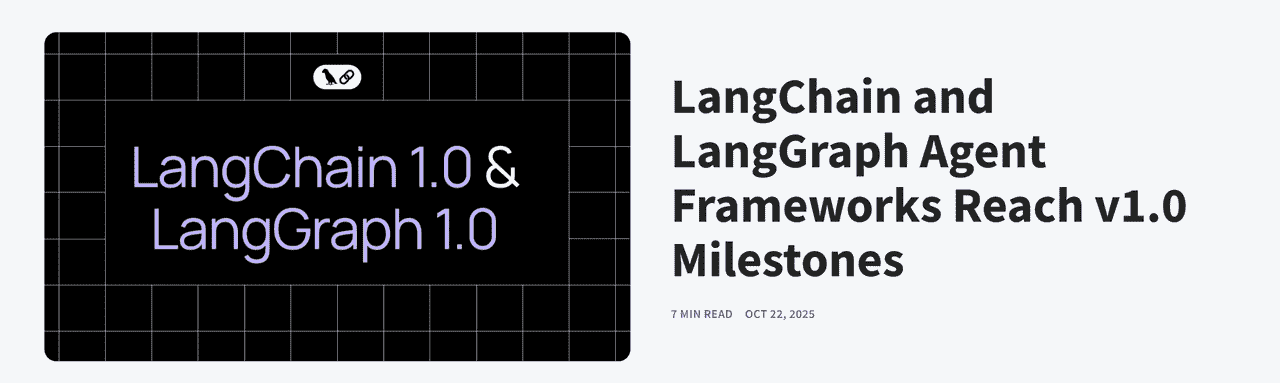 LangChain 1.0 &
LangGraph 1.0
LangChain and
LangGraph Agent
Frameworks Reach v1.0
Milestones
7 MIN READ OCT 22, 2025